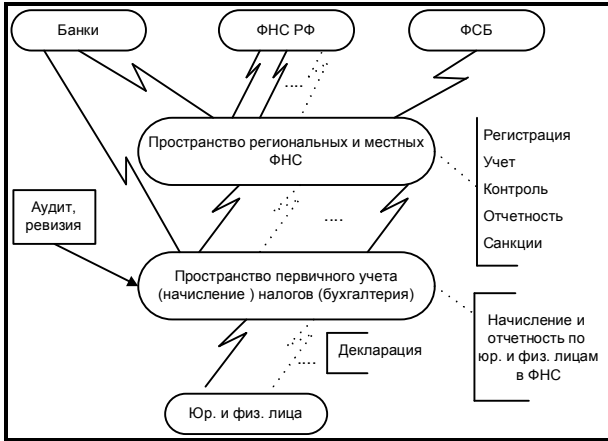 Банки
ФНС РФ
ФСБ
....
Пространство региональных и местных
ФНС
Регистрация
Учет
Контроль
Отчетность
Санкции
Аудит,
ревизия
....
Пространство первичного учета
(начисление ) налогов (бухгалтерия)
Начисление и
отчетность по
юр. и физ. лицам
в ФНС
Декларация
....
Юр. и физ. лица